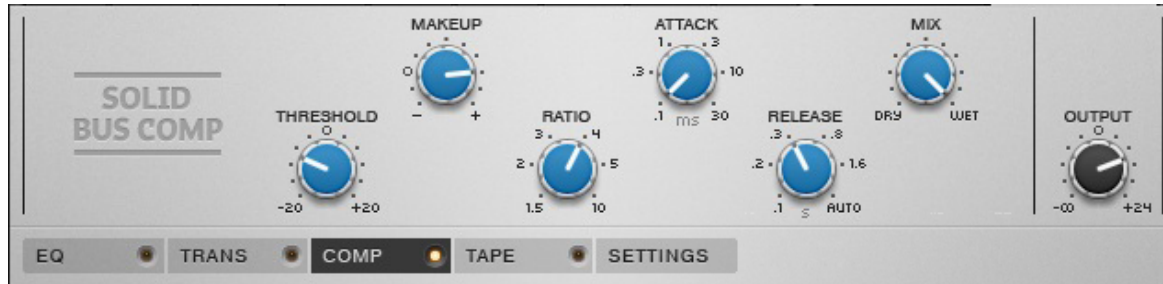 MAKEUP
0
- +
ATTACK
1. .3
.3 10
.1 ms 30
MIX
DRY WET
SOLID
BUS COMP
THRESHOLD
0
-20 +20
RATIO
3 4
2 5
1.5 10
RELEASE
.3 .8
.2 1.6
.1 s AUTO
OUTPUT
0
-∞ +24
EQ TRANS COMP TAPE SETTINGS